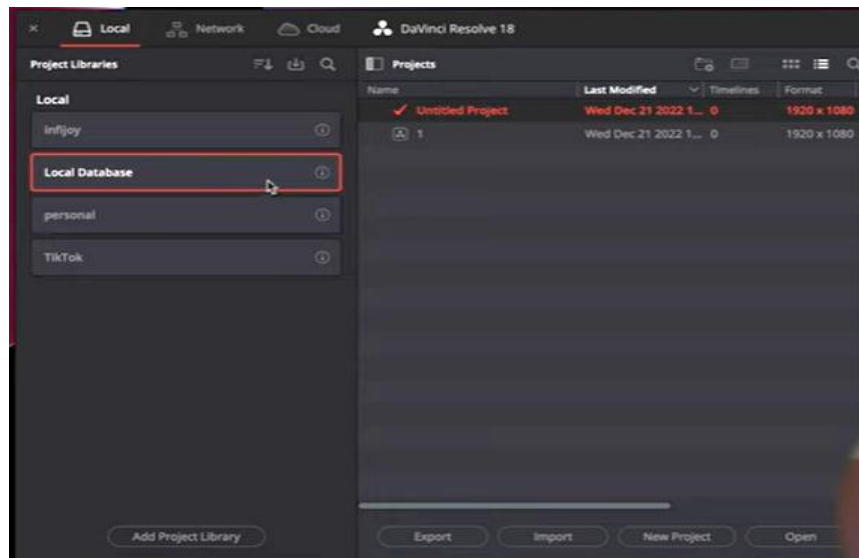 × Local Network Cloud DaVinci Resolve 18
Project Libraries
Projects
Name Last Modified Timelines Format
Local
Untitled Project Wed Dec 21 2022 1... 0 1920 x 1080
infijoy
1 Wed Dec 21 2022 1... 0 1920 x 1080
Local Database
personal
TikTok
Add Project Library
Export Import New Project Open